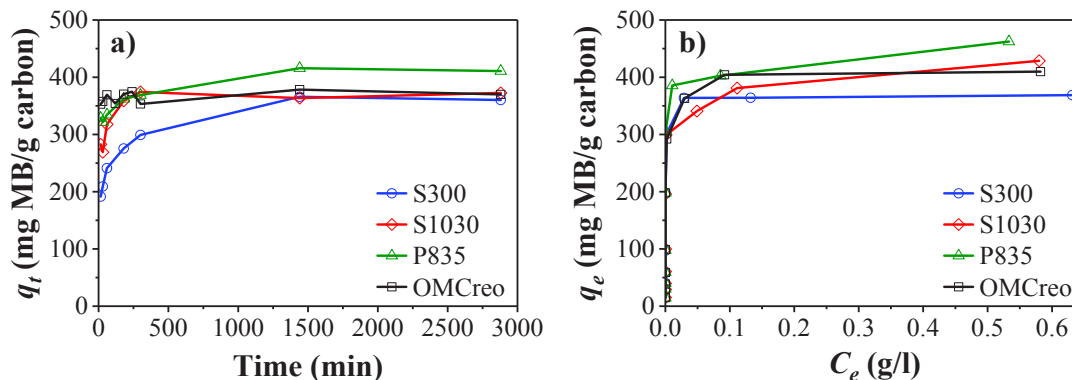 a)
500
400
300
200
100
0
q_t (mg MB/g carbon)
S300
S1030
P835
OMCreo
0 500 1000 1500 2000 2500 3000
Time (min)
b)
500
400
300
200
100
0
q_e (mg MB/g carbon)
S300
S1030
P835
OMCreo
0.0 0.1 0.2 0.3 0.4 0.5 0.6
C_e (g/l)